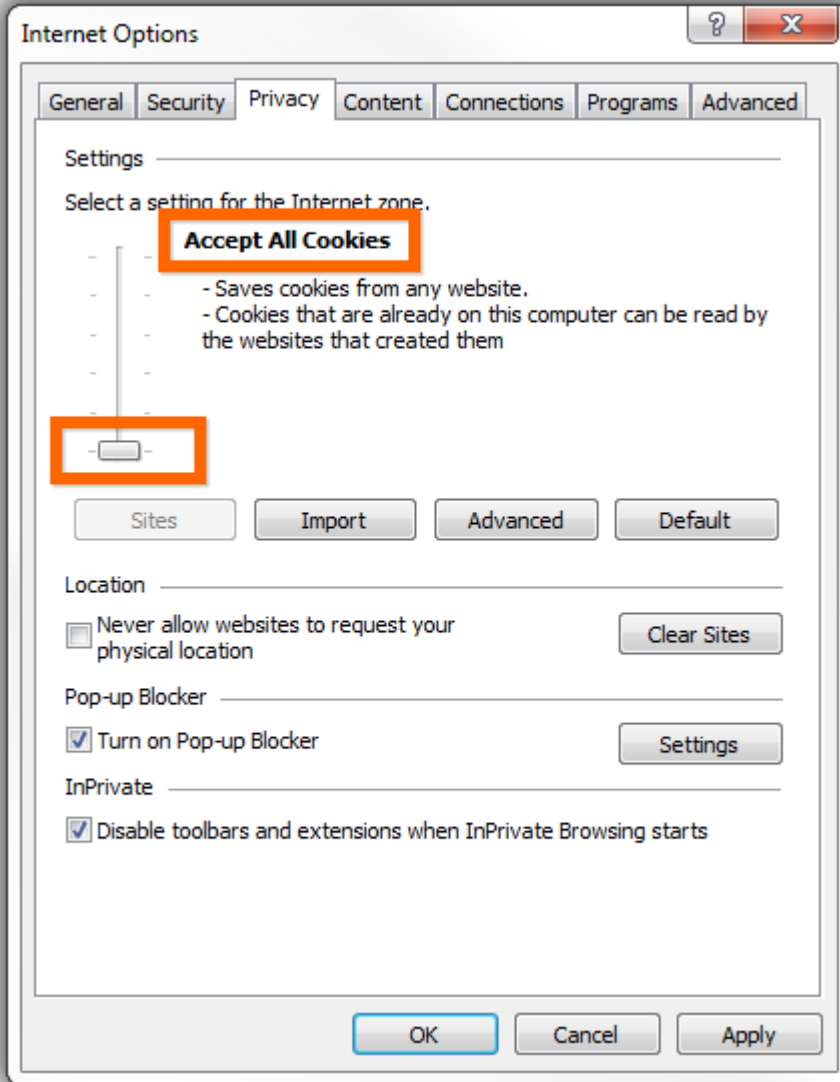 Internet Options
General Security Privacy Content Connections Programs Advanced
Settings
Select a setting for the Internet zone.
Accept All Cookies
- Saves cookies from any website.
- Cookies that are already on this computer can be read by
the websites that created them
Sites Import Advanced Default
Location
Never allow websites to request your
physical location
Clear Sites
Pop-up Blocker
Turn on Pop-up Blocker
Settings
InPrivate
Disable toolbars and extensions when InPrivate Browsing starts
OK Cancel Apply